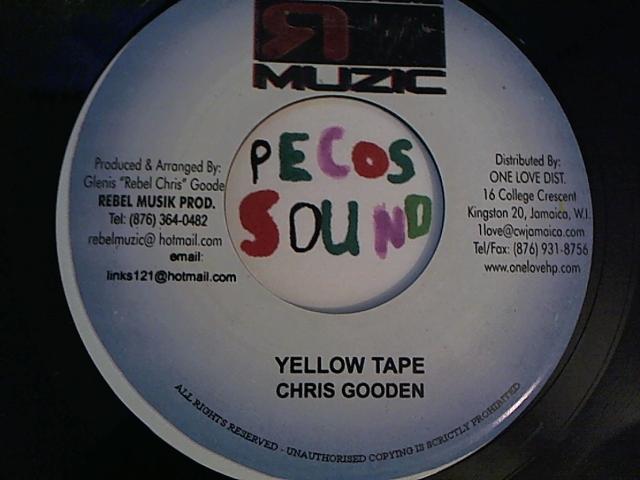 R
MUZIC
PECOS
SOUND
Produced & Arranged By:
Glenis "Rebel Chris" Goode
REBEL MUSIK PROD.
Tel: (876) 364-0482
rebelmuzic@ hotmail.com
email:
links121@hotmail.com
Distributed By:
ONE LOVE DIST.
16 College Crescent
Kingston 20, Jamaica, W.I.
1love@cwjamaica.com
Tel/Fax: (876) 931-8756
www.onelovehp.com
YELLOW TAPE
CHRIS GOODEN
ALL RIGHTS RESERVED - UNAUTHORISED COPYING IS SCRICTLY PROHIBITED